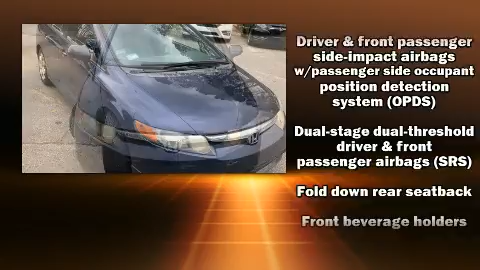 Driver & front passenger
side-impact airbags
w/passenger side occupant
position detection
system (OPDS)
Dual-stage dual-threshold
driver & front
passenger airbags (SRS)
Fold down rear seatback
Front beverage holders